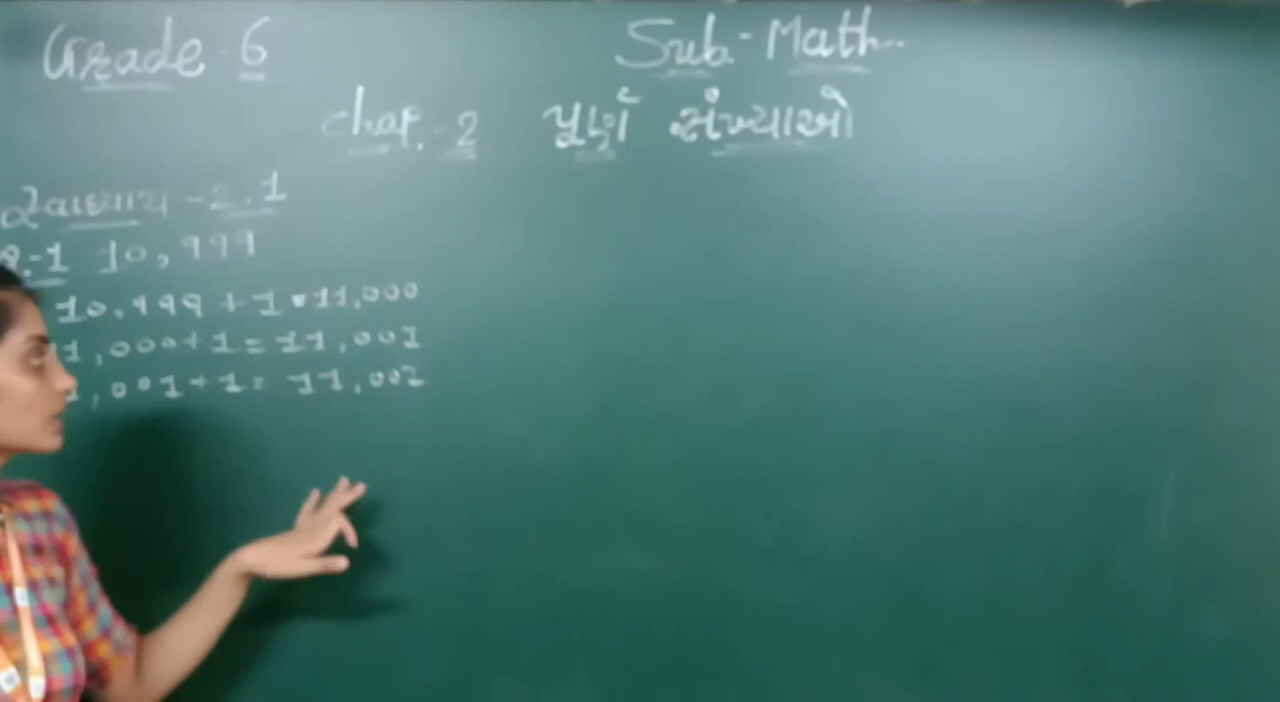 Grade - 6
Sub - Math..
chap. - 2 પૂર્ણ સંખ્યાઓ
સ્વાધ્યાય - 2.1
પ્ર.-1 10,999
10,999 + 1 = 11,000
11,000 + 1 = 11,001
,001 + 1 = 11,002